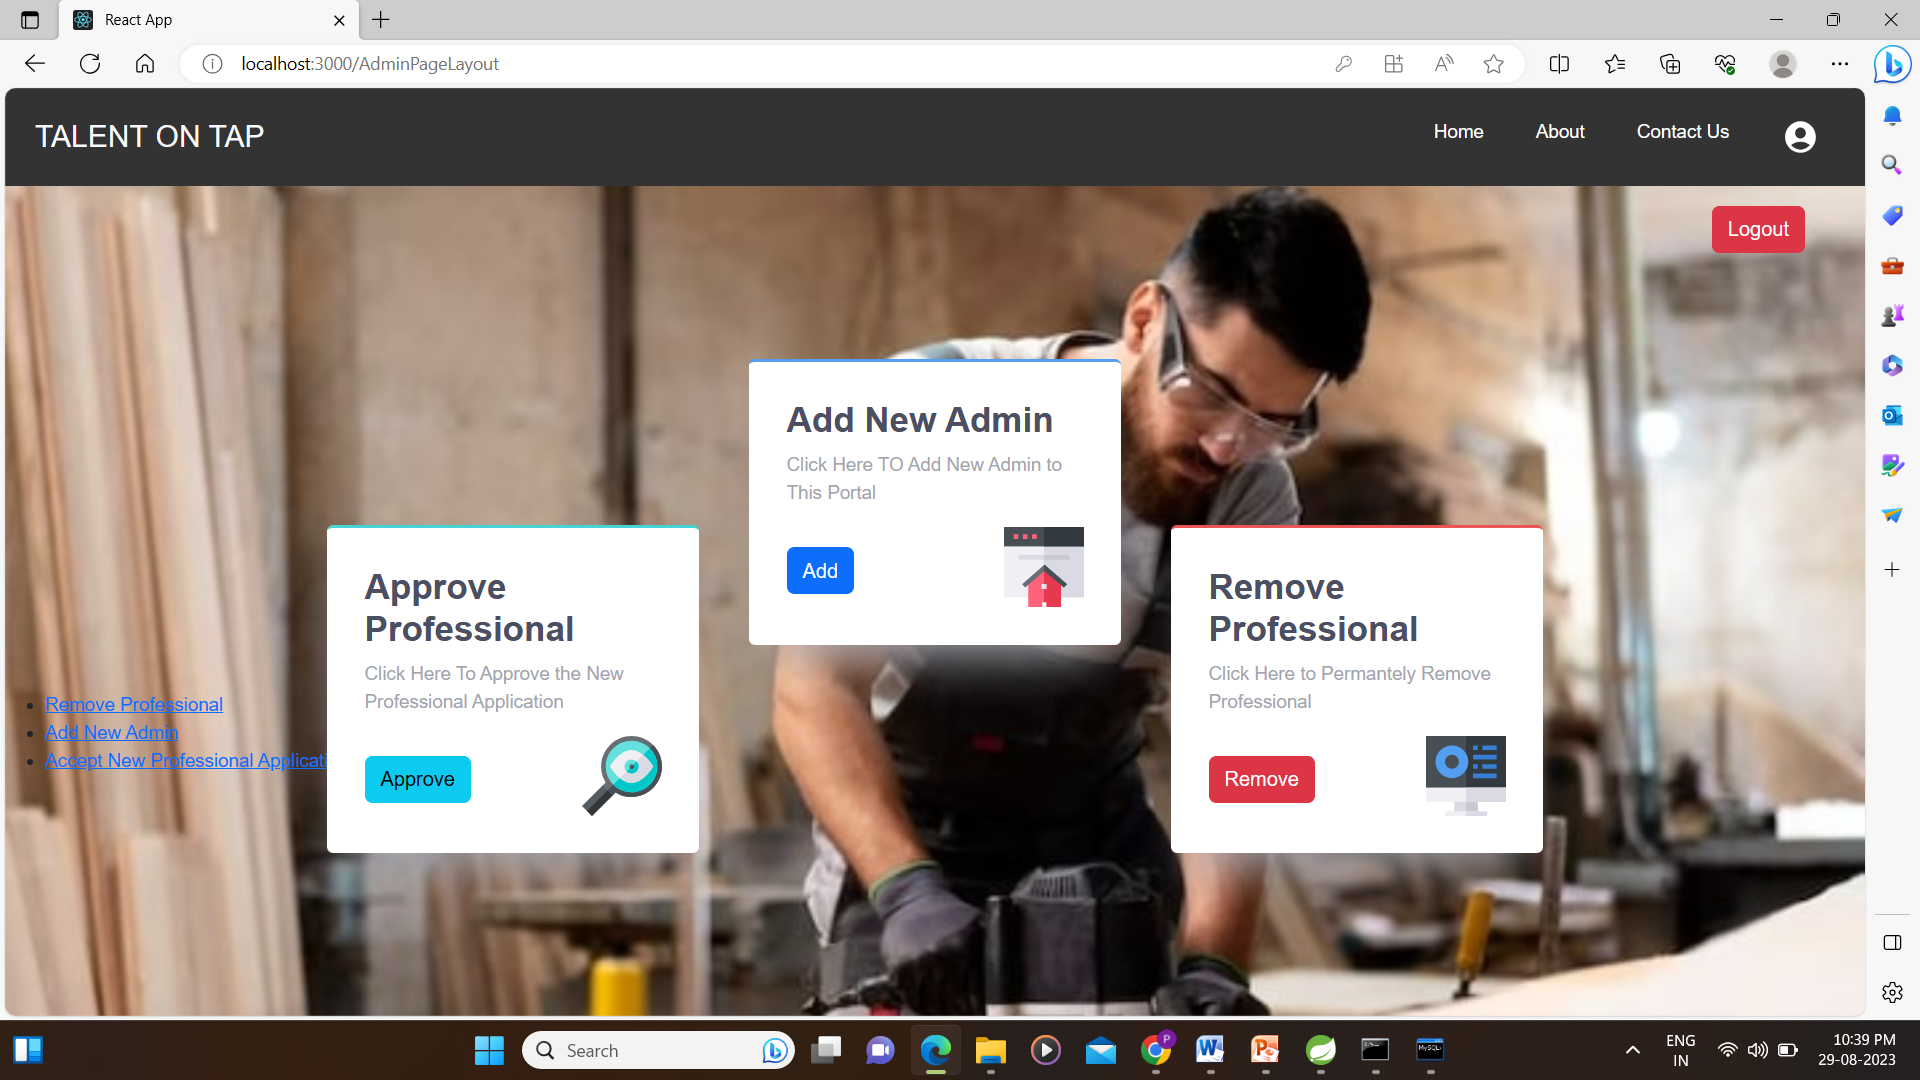 React App
localhost:3000/AdminPageLayout
TALENT ON TAP
Home
About
Contact Us
Logout
Add New Admin
Click Here TO Add New Admin to
This Portal
Add
Approve
Professional
Click Here To Approve the New
Professional Application
Approve
Remove
Professional
Click Here to Permantely Remove
Professional
Remove
Remove Professional
Add New Admin
Accept New Professional Applicati
Search
P
ENG
IN
10:39 PM
29-08-2023